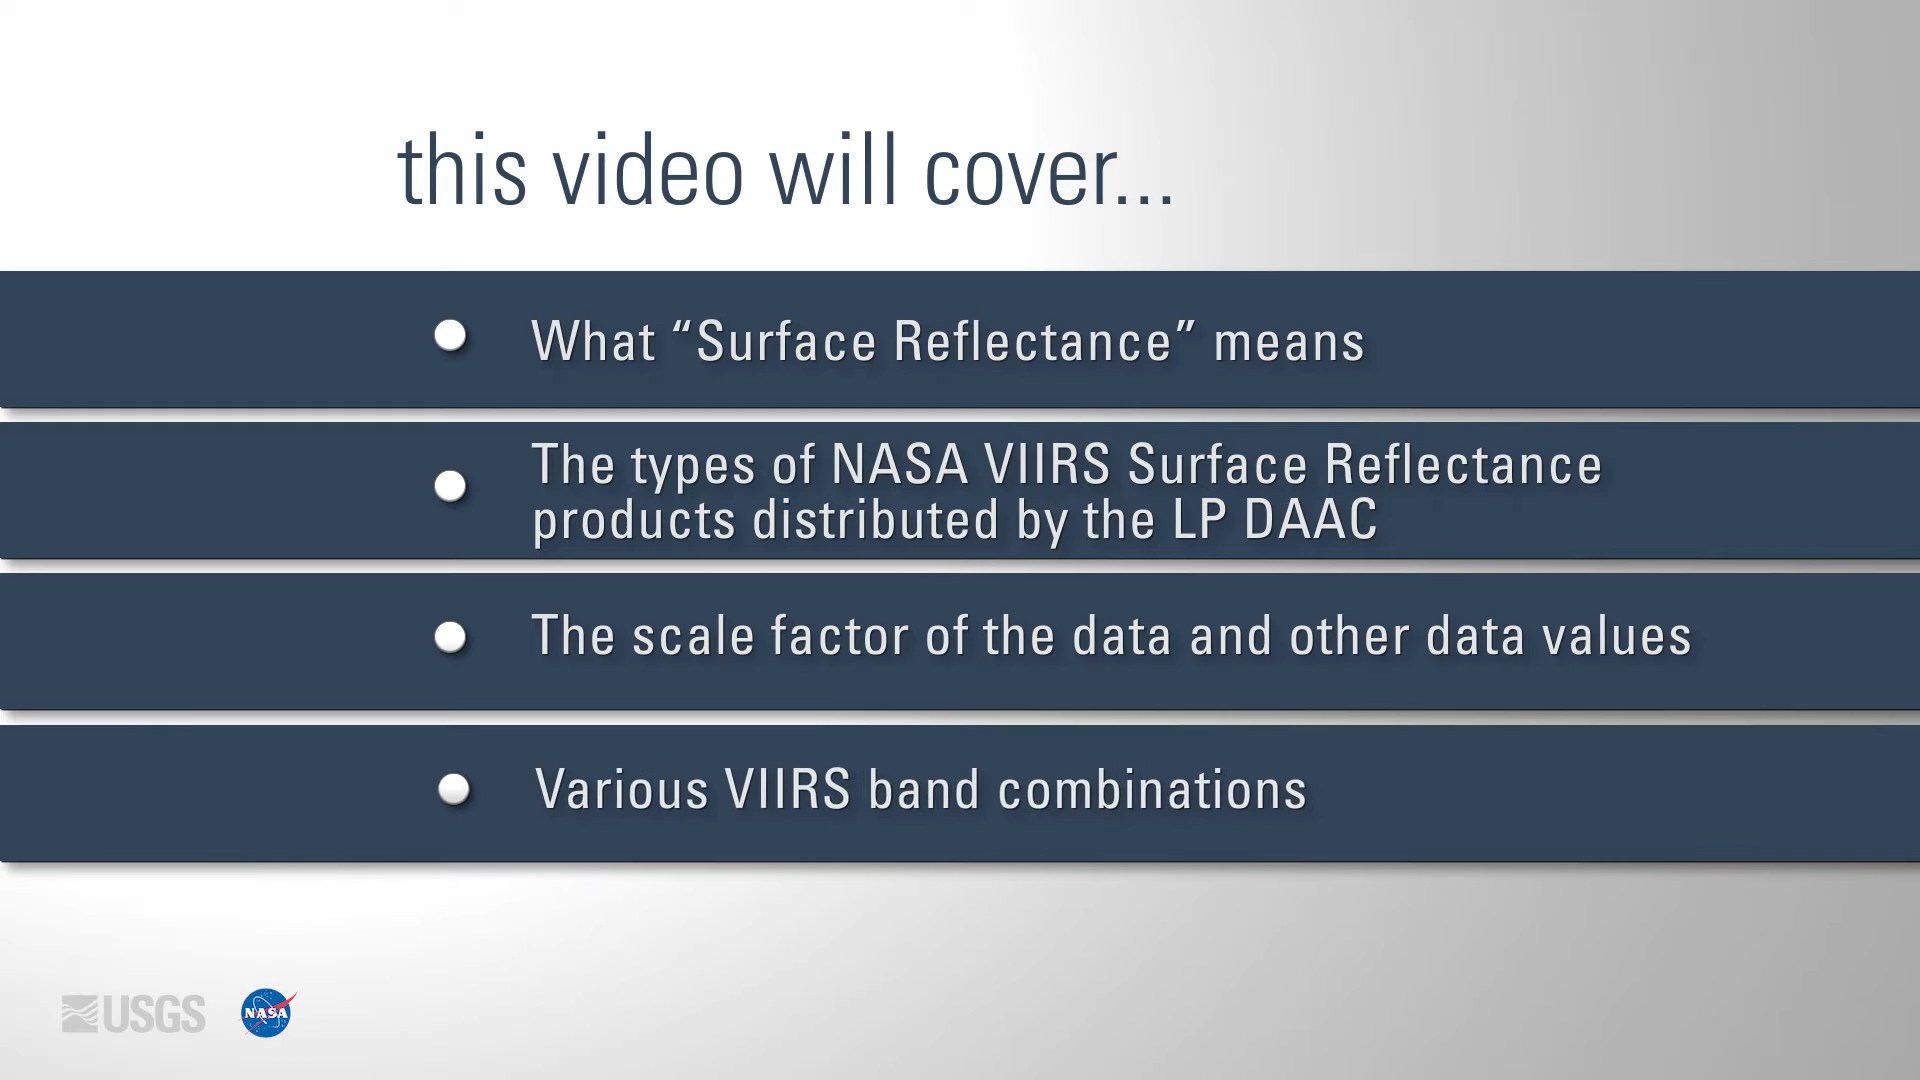 this video will cover...
What “Surface Reflectance” means
The types of NASA VIIRS Surface Reflectance
products distributed by the LP DAAC
The scale factor of the data and other data values
Various VIIRS band combinations
USGS
NASA